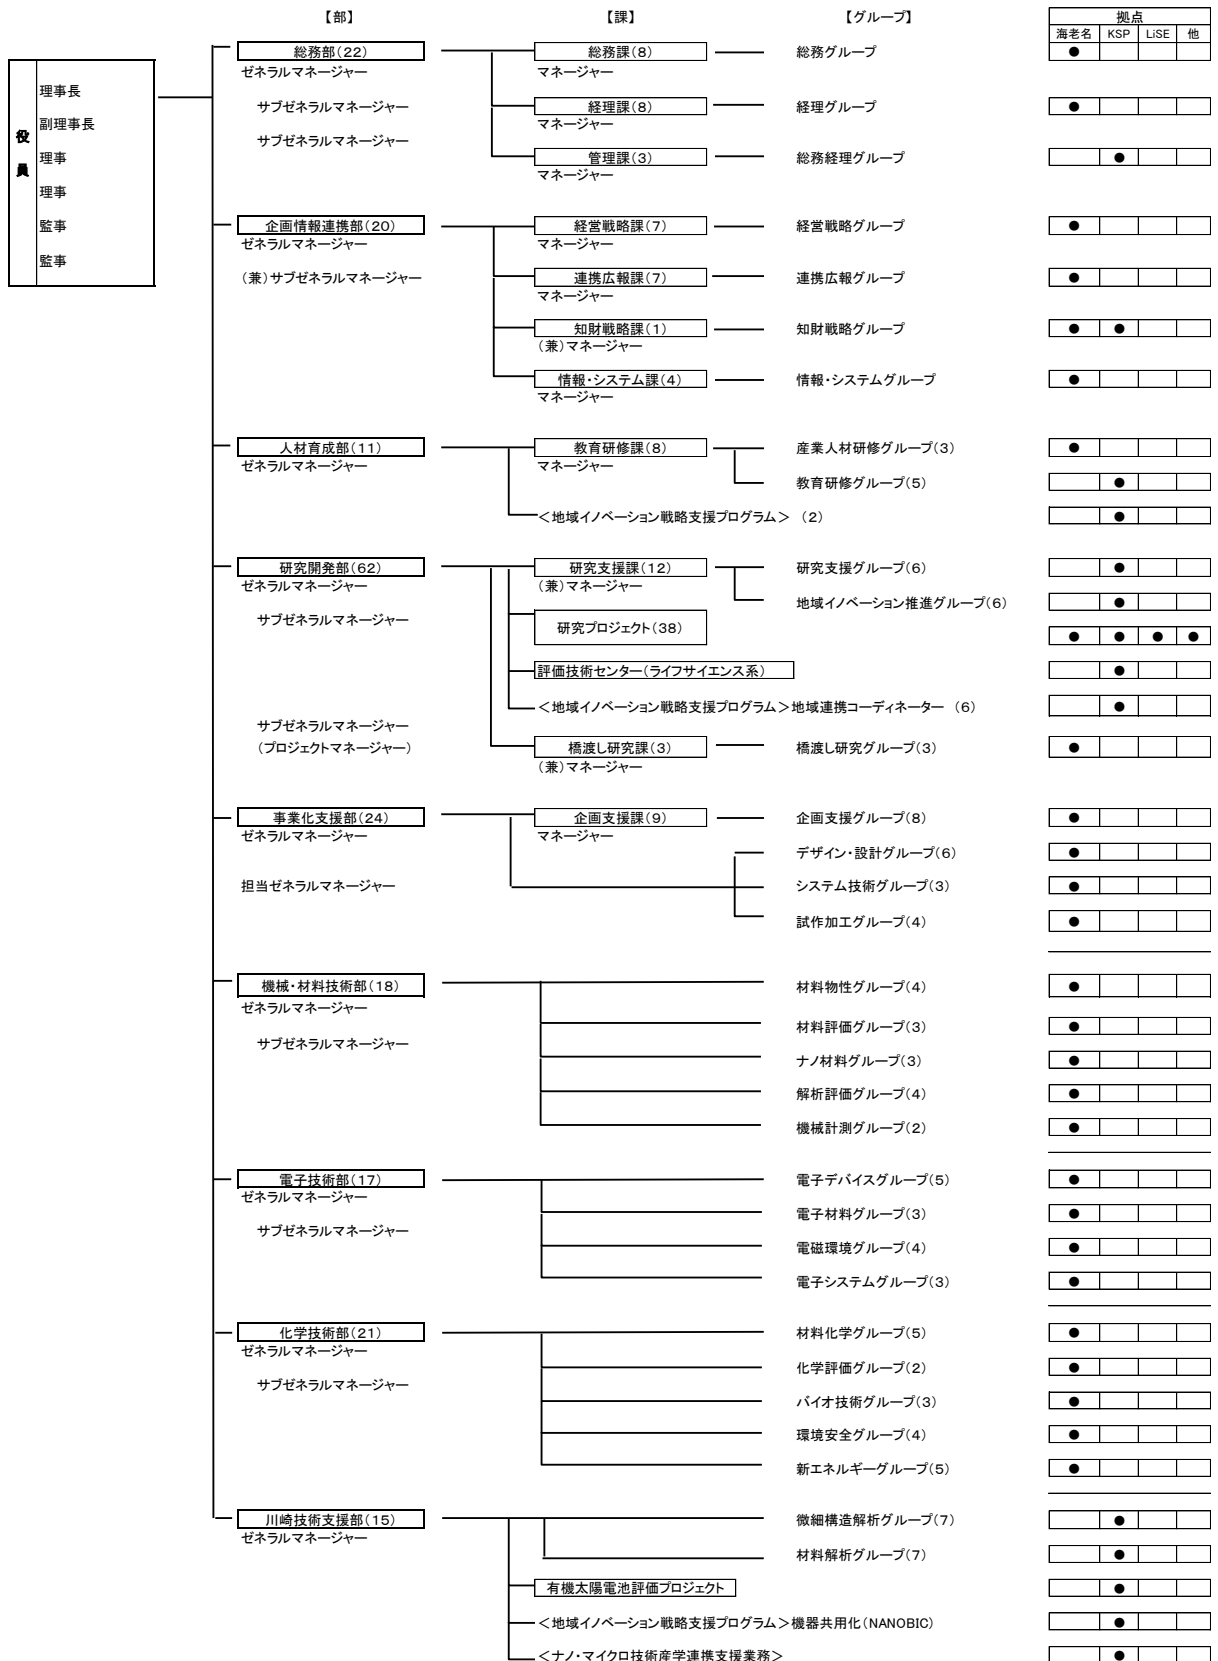 【部】 【課】 【グループ】 拠点
海老名 KSP LiSE 他
総務部(22) 総務課(8) 総務グループ ●
ゼネラルマネージャー マネージャー
役員
理事長
副理事長
理事
理事
監事
監事
サブゼネラルマネージャー 経理課(8) 経理グループ ●
マネージャー
サブゼネラルマネージャー
管理課(3) 総務経理グループ ●
マネージャー
企画情報連携部(20) 経営戦略課(7) 経営戦略グループ ●
ゼネラルマネージャー マネージャー
(兼)サブゼネラルマネージャー 連携広報課(7) 連携広報グループ ●
マネージャー
知財戦略課(1) 知財戦略グループ ● ●
(兼)マネージャー
情報・システム課(4) 情報・システムグループ ●
マネージャー
人材育成部(11) 教育研修課(8) 産業人材研修グループ(3) ●
ゼネラルマネージャー マネージャー
教育研修グループ(5) ●
<地域イノベーション戦略支援プログラム> (2) ●
研究開発部(62) 研究支援課(12) 研究支援グループ(6) ●
ゼネラルマネージャー (兼)マネージャー
地域イノベーション推進グループ(6) ●
サブゼネラルマネージャー
研究プロジェクト(38) ● ● ● ●
評価技術センター(ライフサイエンス系) ●
<地域イノベーション戦略支援プログラム>地域連携コーディネーター (6) ●
サブゼネラルマネージャー
(プロジェクトマネージャー) 橋渡し研究課(3) 橋渡し研究グループ(3) ●
(兼)マネージャー
事業化支援部(24) 企画支援課(9) 企画支援グループ(8) ●
ゼネラルマネージャー マネージャー
デザイン・設計グループ(6) ●
担当ゼネラルマネージャー システム技術グループ(3) ●
試作加工グループ(4) ●
機械・材料技術部(18) 材料物性グループ(4) ●
ゼネラルマネージャー
材料評価グループ(3) ●
サブゼネラルマネージャー
ナノ材料グループ(3) ●
解析評価グループ(4) ●
機械計測グループ(2) ●
電子技術部(17) 電子デバイスグループ(5) ●
ゼネラルマネージャー
電子材料グループ(3) ●
サブゼネラルマネージャー
電磁環境グループ(4) ●
電子システムグループ(3) ●
化学技術部(21) 材料化学グループ(5) ●
ゼネラルマネージャー
化学評価グループ(2) ●
サブゼネラルマネージャー
バイオ技術グループ(3) ●
環境安全グループ(4) ●
新エネルギーグループ(5) ●
川崎技術支援部(15) 微細構造解析グループ(7) ●
ゼネラルマネージャー
材料解析グループ(7) ●
有機太陽電池評価プロジェクト ●
<地域イノベーション戦略支援プログラム>機器共用化(NANOBIC) ●
<ナノ・マイクロ技術産学連携支援業務> ●